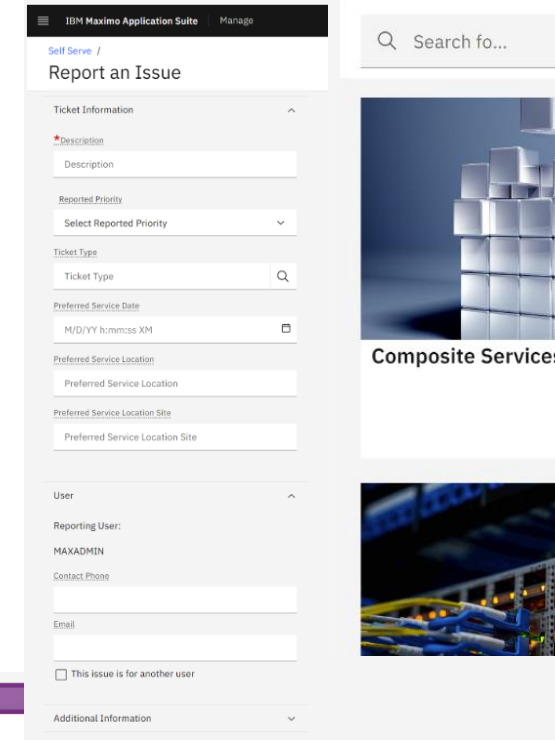 IBM Maximo Application Suite Manage
Self Serve /
Report an Issue
Ticket Information
*Description
Description
Reported Priority
Select Reported Priority
Ticket Type
Ticket Type
Preferred Service Date
M/D/YY h:mm:ss XM
Preferred Service Location
Preferred Service Location
Preferred Service Location Site
Preferred Service Location Site
User
Reporting User:
MAXADMIN
Contact Phone
Email
This issue is for another user
Additional Information
Search fo...
Composite Services